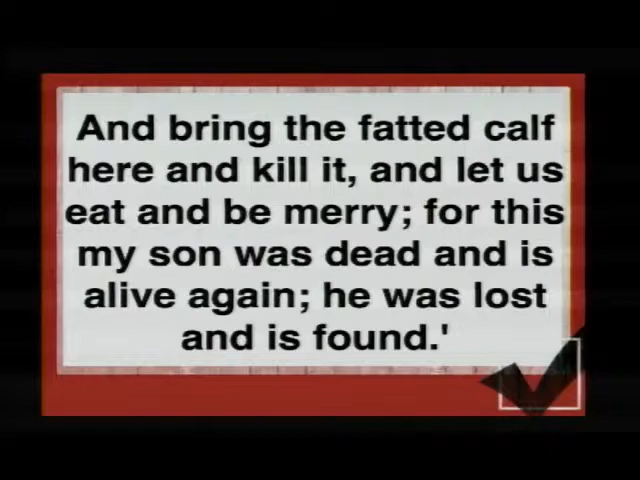 And bring the fatted calf
here and kill it, and let us
eat and be merry; for this
my son was dead and is
alive again; he was lost
and is found.'